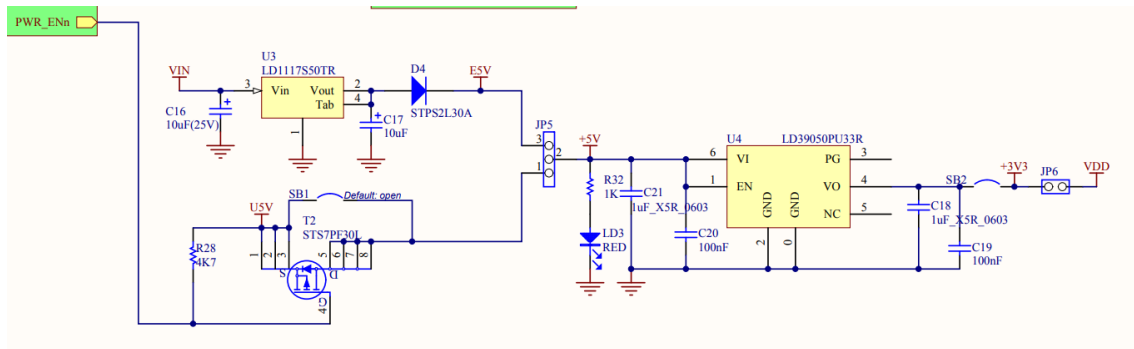 PWR_ENn
U3
LD1117S50TR
VIN
3
Vin
Vout
Tab
2
4
1
C16
10uF(25V)
+
C17
10uF
+
D4
STPS2L30A
E5V
JP5
3
2
1
+5V
R32
1K
LD3
RED
C21
1uF_X5R_0603
C20
100nF
U4
LD39050PU33R
6
VI
1
EN
GND
GND
2
0
PG
3
VO
4
NC
5
SB2
+3V3
JP6
VDD
C18
1uF_X5R_0603
C19
100nF
SB1
Default: open
U5V
T2
STS7PF30L
R28
4K7
1
2
3
S
5
6
7
8
D
4
G